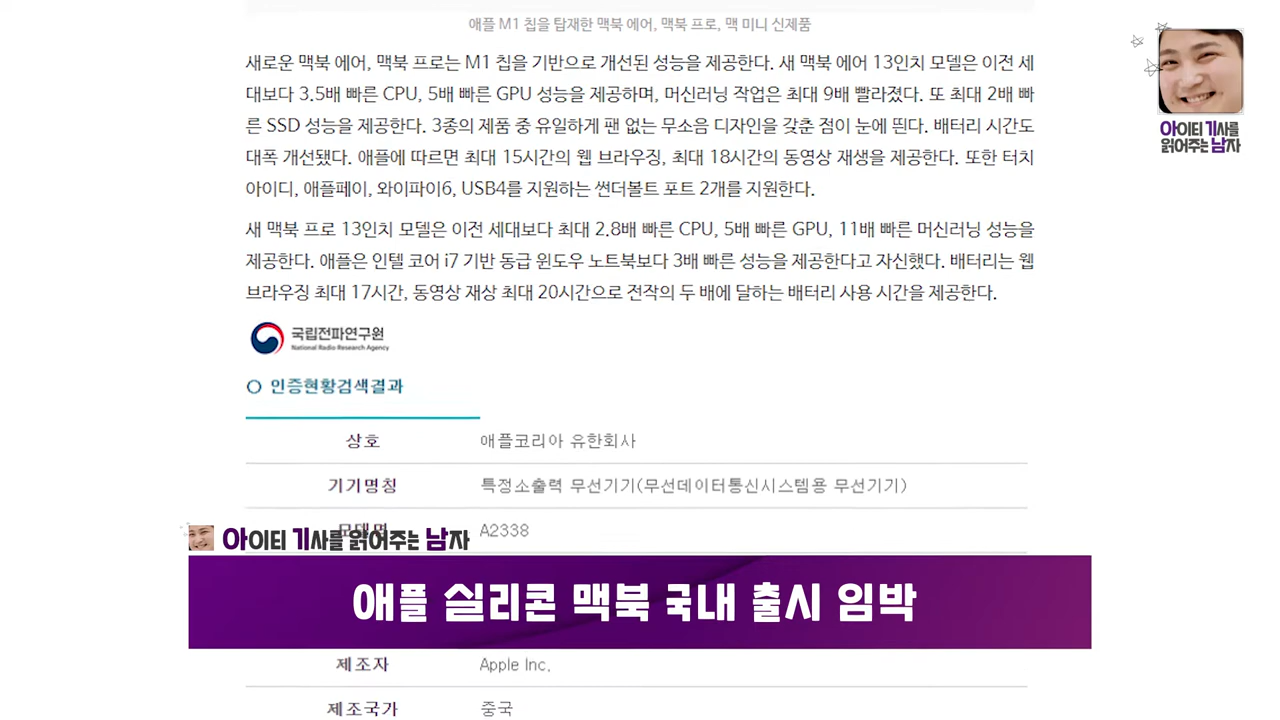 애플 M1 칩을 탑재한 맥북 에어, 맥북 프로, 맥 미니 신제품
새로운 맥북 에어, 맥북 프로는 M1 칩을 기반으로 개선된 성능을 제공한다. 새 맥북 에어 13인치 모델은 이전 세
대보다 3.5배 빠른 CPU, 5배 빠른 GPU 성능을 제공하며, 머신러닝 작업은 최대 9배 빨라졌다. 또 최대 2배 빠
른 SSD 성능을 제공한다. 3종의 제품 중 유일하게 팬 없는 무소음 디자인을 갖춘 점이 눈에 띈다. 배터리 시간도
대폭 개선됐다. 애플에 따르면 최대 15시간의 웹 브라우징, 최대 18시간의 동영상 재생을 제공한다. 또한 터치
아이디, 애플페이, 와이파이6, USB4를 지원하는 썬더볼트 포트 2개를 지원한다.
새 맥북 프로 13인치 모델은 이전 세대보다 최대 2.8배 빠른 CPU, 5배 빠른 GPU, 11배 빠른 머신러닝 성능을
제공한다. 애플은 인텔 코어 i7 기반 동급 윈도우 노트북보다 3배 빠른 성능을 제공한다고 자신했다. 배터리는 웹
브라우징 최대 17시간, 동영상 재상 최대 20시간으로 전작의 두 배에 달하는 배터리 사용 시간을 제공한다.
아이티 기사를
읽어주는 남자
국립전파연구원
National Radio Research Agency
인증현황검색결과
상호 애플코리아 유한회사
기기명칭 특정소출력 무선기기(무선데이터통신시스템용 무선기기)
모델명 A2338
아이티 기사를 읽어주는 남자
애플 실리콘 맥북 국내 출시 임박
제조자 Apple Inc.
제조국가 중국